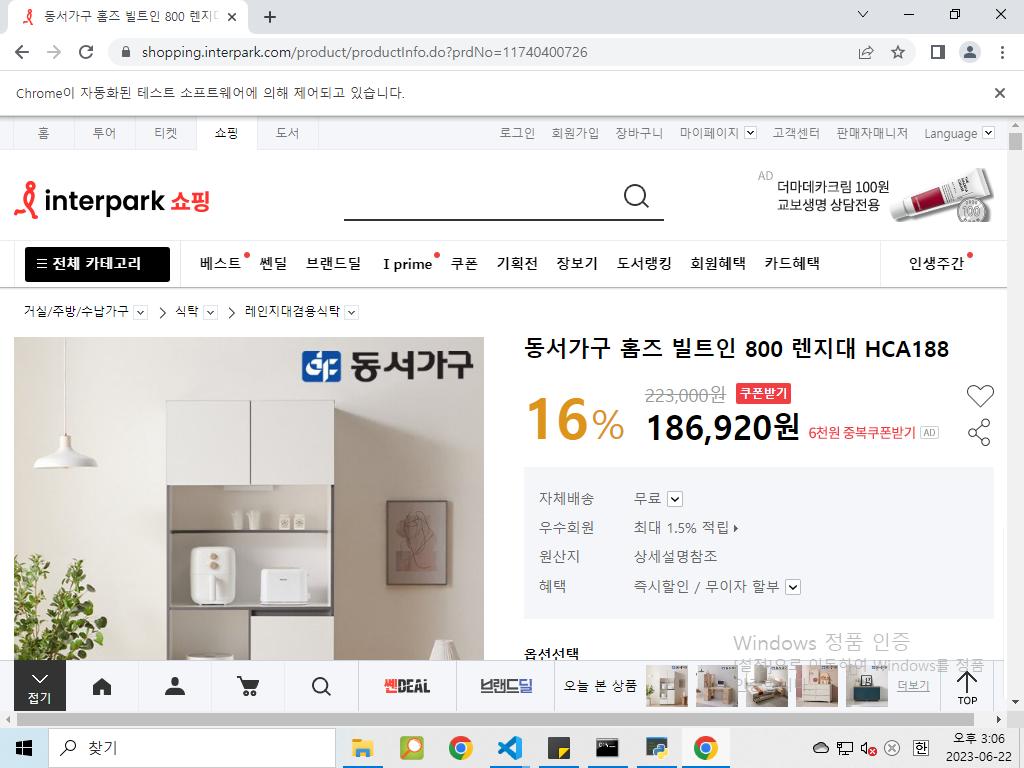 동서가구 홈즈 빌트인 800 렌지대
shopping.interpark.com/product/productInfo.do?prdNo=11740400726
Chrome이 자동화된 테스트 소프트웨어에 의해 제어되고 있습니다.
홈 투어 티켓 쇼핑 도서 로그인 회원가입 장바구니 마이페이지 고객센터 판매자매니저 Language
AD
더마데카크림 100원
교보생명 상담전용
interpark 쇼핑
전체 카테고리 베스트 쎈딜 브랜드딜 I prime 쿠폰 기획전 장보기 도서랭킹 회원혜택 카드혜택 인생주간
거실/주방/수납가구 식탁 레인지대겸용식탁
동서가구
동서가구 홈즈 빌트인 800 렌지대 HCA188
223,000원 쿠폰받기
16% 186,920원 6천원 중복쿠폰받기 AD
자체배송 무료
우수회원 최대 1.5% 적립
원산지 상세설명참조
혜택 즉시할인 / 무이자 할부
옵션선택
Windows 정품 인증
[설정]으로 이동하여 Windows를 정품
접기 쎈DEAL 브랜드딜 오늘 본 상품 더보기 TOP
찾기
한
오후 3:06
2023-06-22